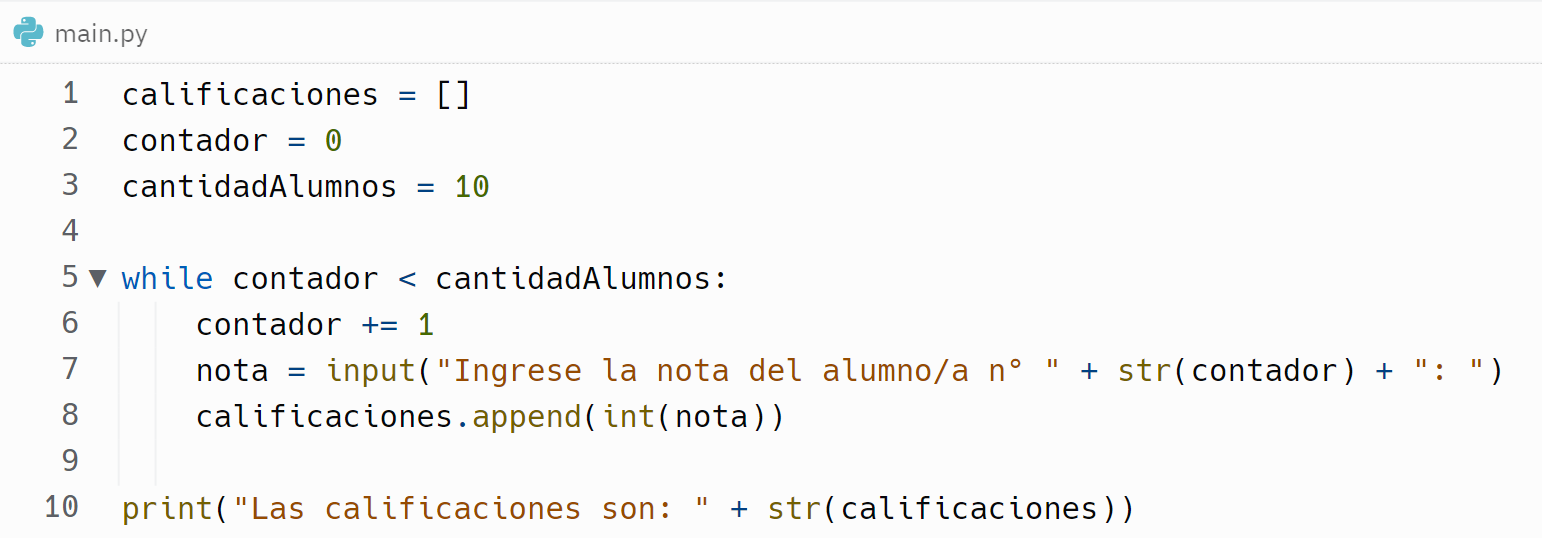 main.py
1 calificaciones = []
2 contador = 0
3 cantidadAlumnos = 10
4
5 ▼ while contador < cantidadAlumnos:
6     contador += 1
7     nota = input("Ingrese la nota del alumno/a n° " + str(contador) + ": ")
8     calificaciones.append(int(nota))
9
10 print("Las calificaciones son: " + str(calificaciones))